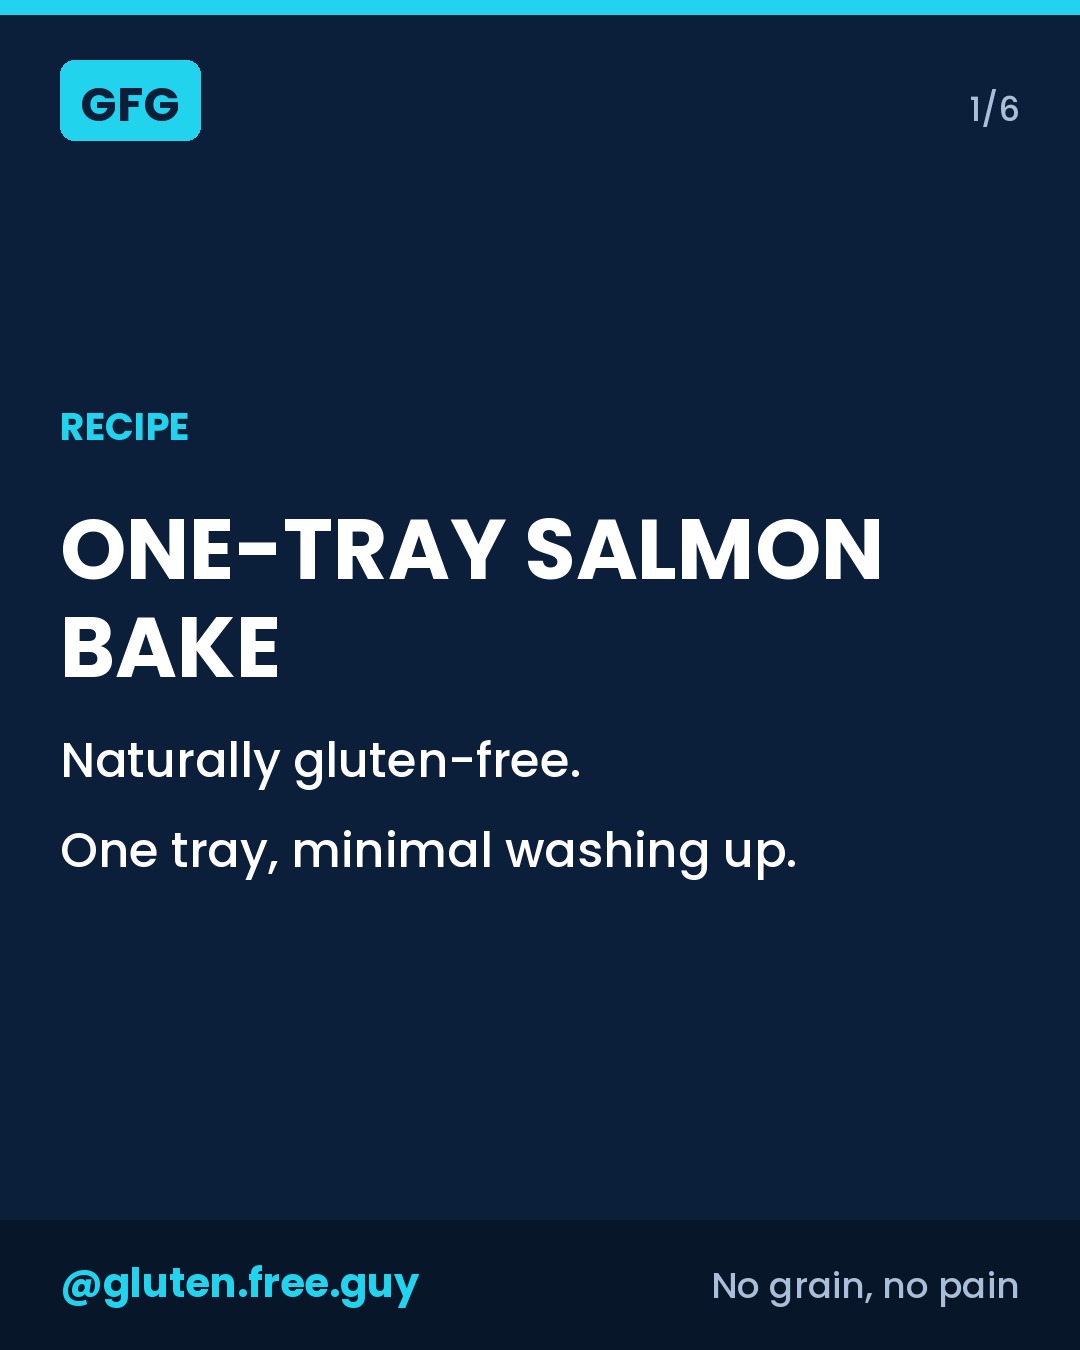 GFG
1/6
RECIPE
ONE-TRAY SALMON
BAKE
Naturally gluten-free.
One tray, minimal washing up.
@gluten.free.guy
No grain, no pain